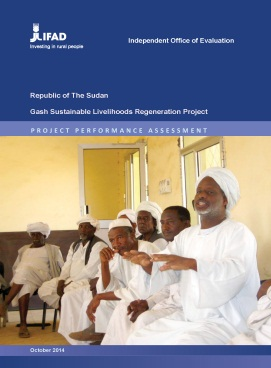 IFAD
Investing in rural people
Independent Office of Evaluation
Republic of The Sudan
Gash Sustainable Livelihoods Regeneration Project
PROJECT PERFORMANCE ASSESSMENT
October 2014